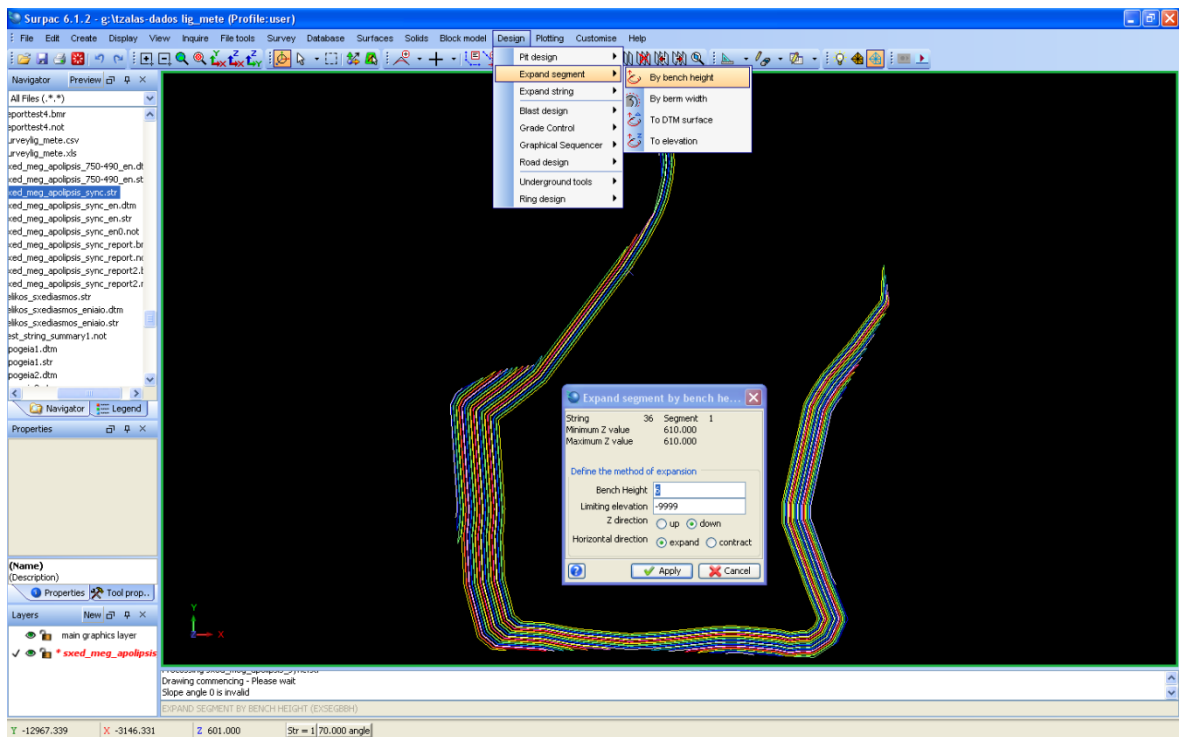 Surpac 6.1.2 - g:\tzalas-dados lig_mete (Profile:user)
File Edit Create Display View Inquire File tools Survey Database Surfaces Solids Block model Design Plotting Customise Help
Navigator Preview
All Files (.*,*)
eporttest4.bmr
eporttest4.not
urveylig_mete.csv
urveylig_mete.xls
xed_meg_apolipsis_750-490_en.dt
xed_meg_apolipsis_750-490_en.st
xed_meg_apolipsis_sync.str
xed_meg_apolipsis_sync_en.dtm
xed_meg_apolipsis_sync_en.str
xed_meg_apolipsis_sync_en0.not
xed_meg_apolipsis_sync_report.br
xed_meg_apolipsis_sync_report.no
xed_meg_apolipsis_sync_report2.b
xed_meg_apolipsis_sync_report2.r
elikos_sxediasmos.str
elikos_sxediasmos_eniaio.dtm
elikos_sxediasmos_eniaio.str
est_string_summary1.not
pogeia1.dtm
pogeia1.str
pogeia2.dtm
Navigator Legend
Properties
(Name)
(Description)
Properties Tool prop..
Layers New
main graphics layer
* sxed_meg_apolipsis
Pit design
Expand segment
Expand string
Blast design
Grade Control
Graphical Sequencer
Road design
Underground tools
Ring design
By bench height
By berm width
To DTM surface
To elevation
Expand segment by bench he...
String 36 Segment 1
Minimum Z value 610.000
Maximum Z value 610.000
Define the method of expansion
Bench Height
Limiting elevation -9999
Z direction up down
Horizontal direction expand contract
Apply Cancel
Y
Z X
Drawing commencing - Please wait
Slope angle 0 is invalid
EXPAND SEGMENT BY BENCH HEIGHT (EXSEGBBH)
Y -12967.339 X -3146.331 Z 601.000 Str = 1 70.000 angle